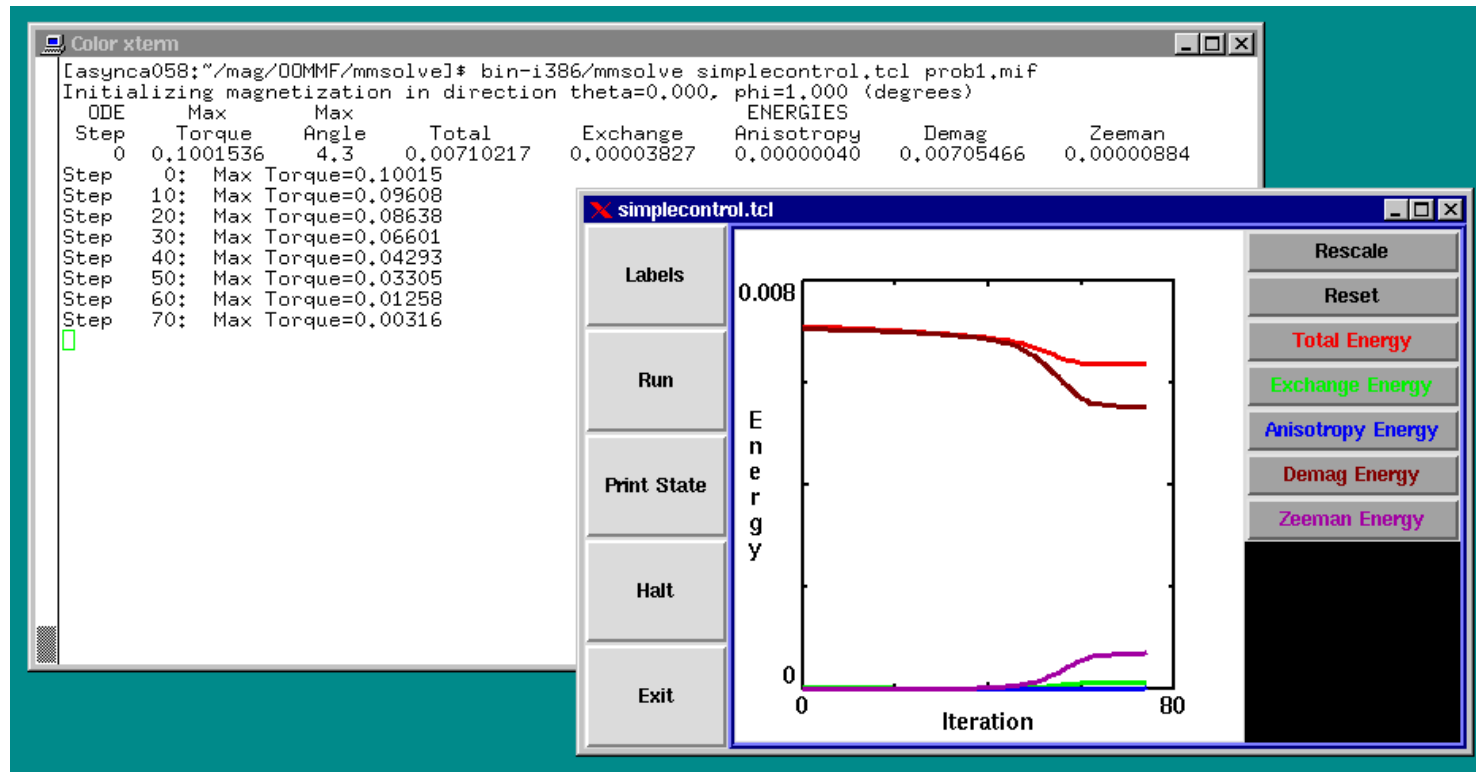 Color xterm
[asynca058:~/mag/OOMMF/mmsolve]* bin-i386/mmsolve simplecontrol.tcl prob1.mif
Initializing magnetization in direction theta=0.000, phi=1.000 (degrees)
ODE Max Max ENERGIES
Step Torque Angle Total Exchange Anisotropy Demag Zeeman
0 0.1001536 4.3 0.00710217 0.00003827 0.00000040 0.00705466 0.00000884
Step 0: Max Torque=0.10015
Step 10: Max Torque=0.09608
Step 20: Max Torque=0.08638
Step 30: Max Torque=0.06601
Step 40: Max Torque=0.04293
Step 50: Max Torque=0.03305
Step 60: Max Torque=0.01258
Step 70: Max Torque=0.00316
simplecontrol.tcl
Labels
Run
Print State
Halt
Exit
0.008
Energy
0
0 80
Iteration
Rescale
Reset
Total Energy
Exchange Energy
Anisotropy Energy
Demag Energy
Zeeman Energy